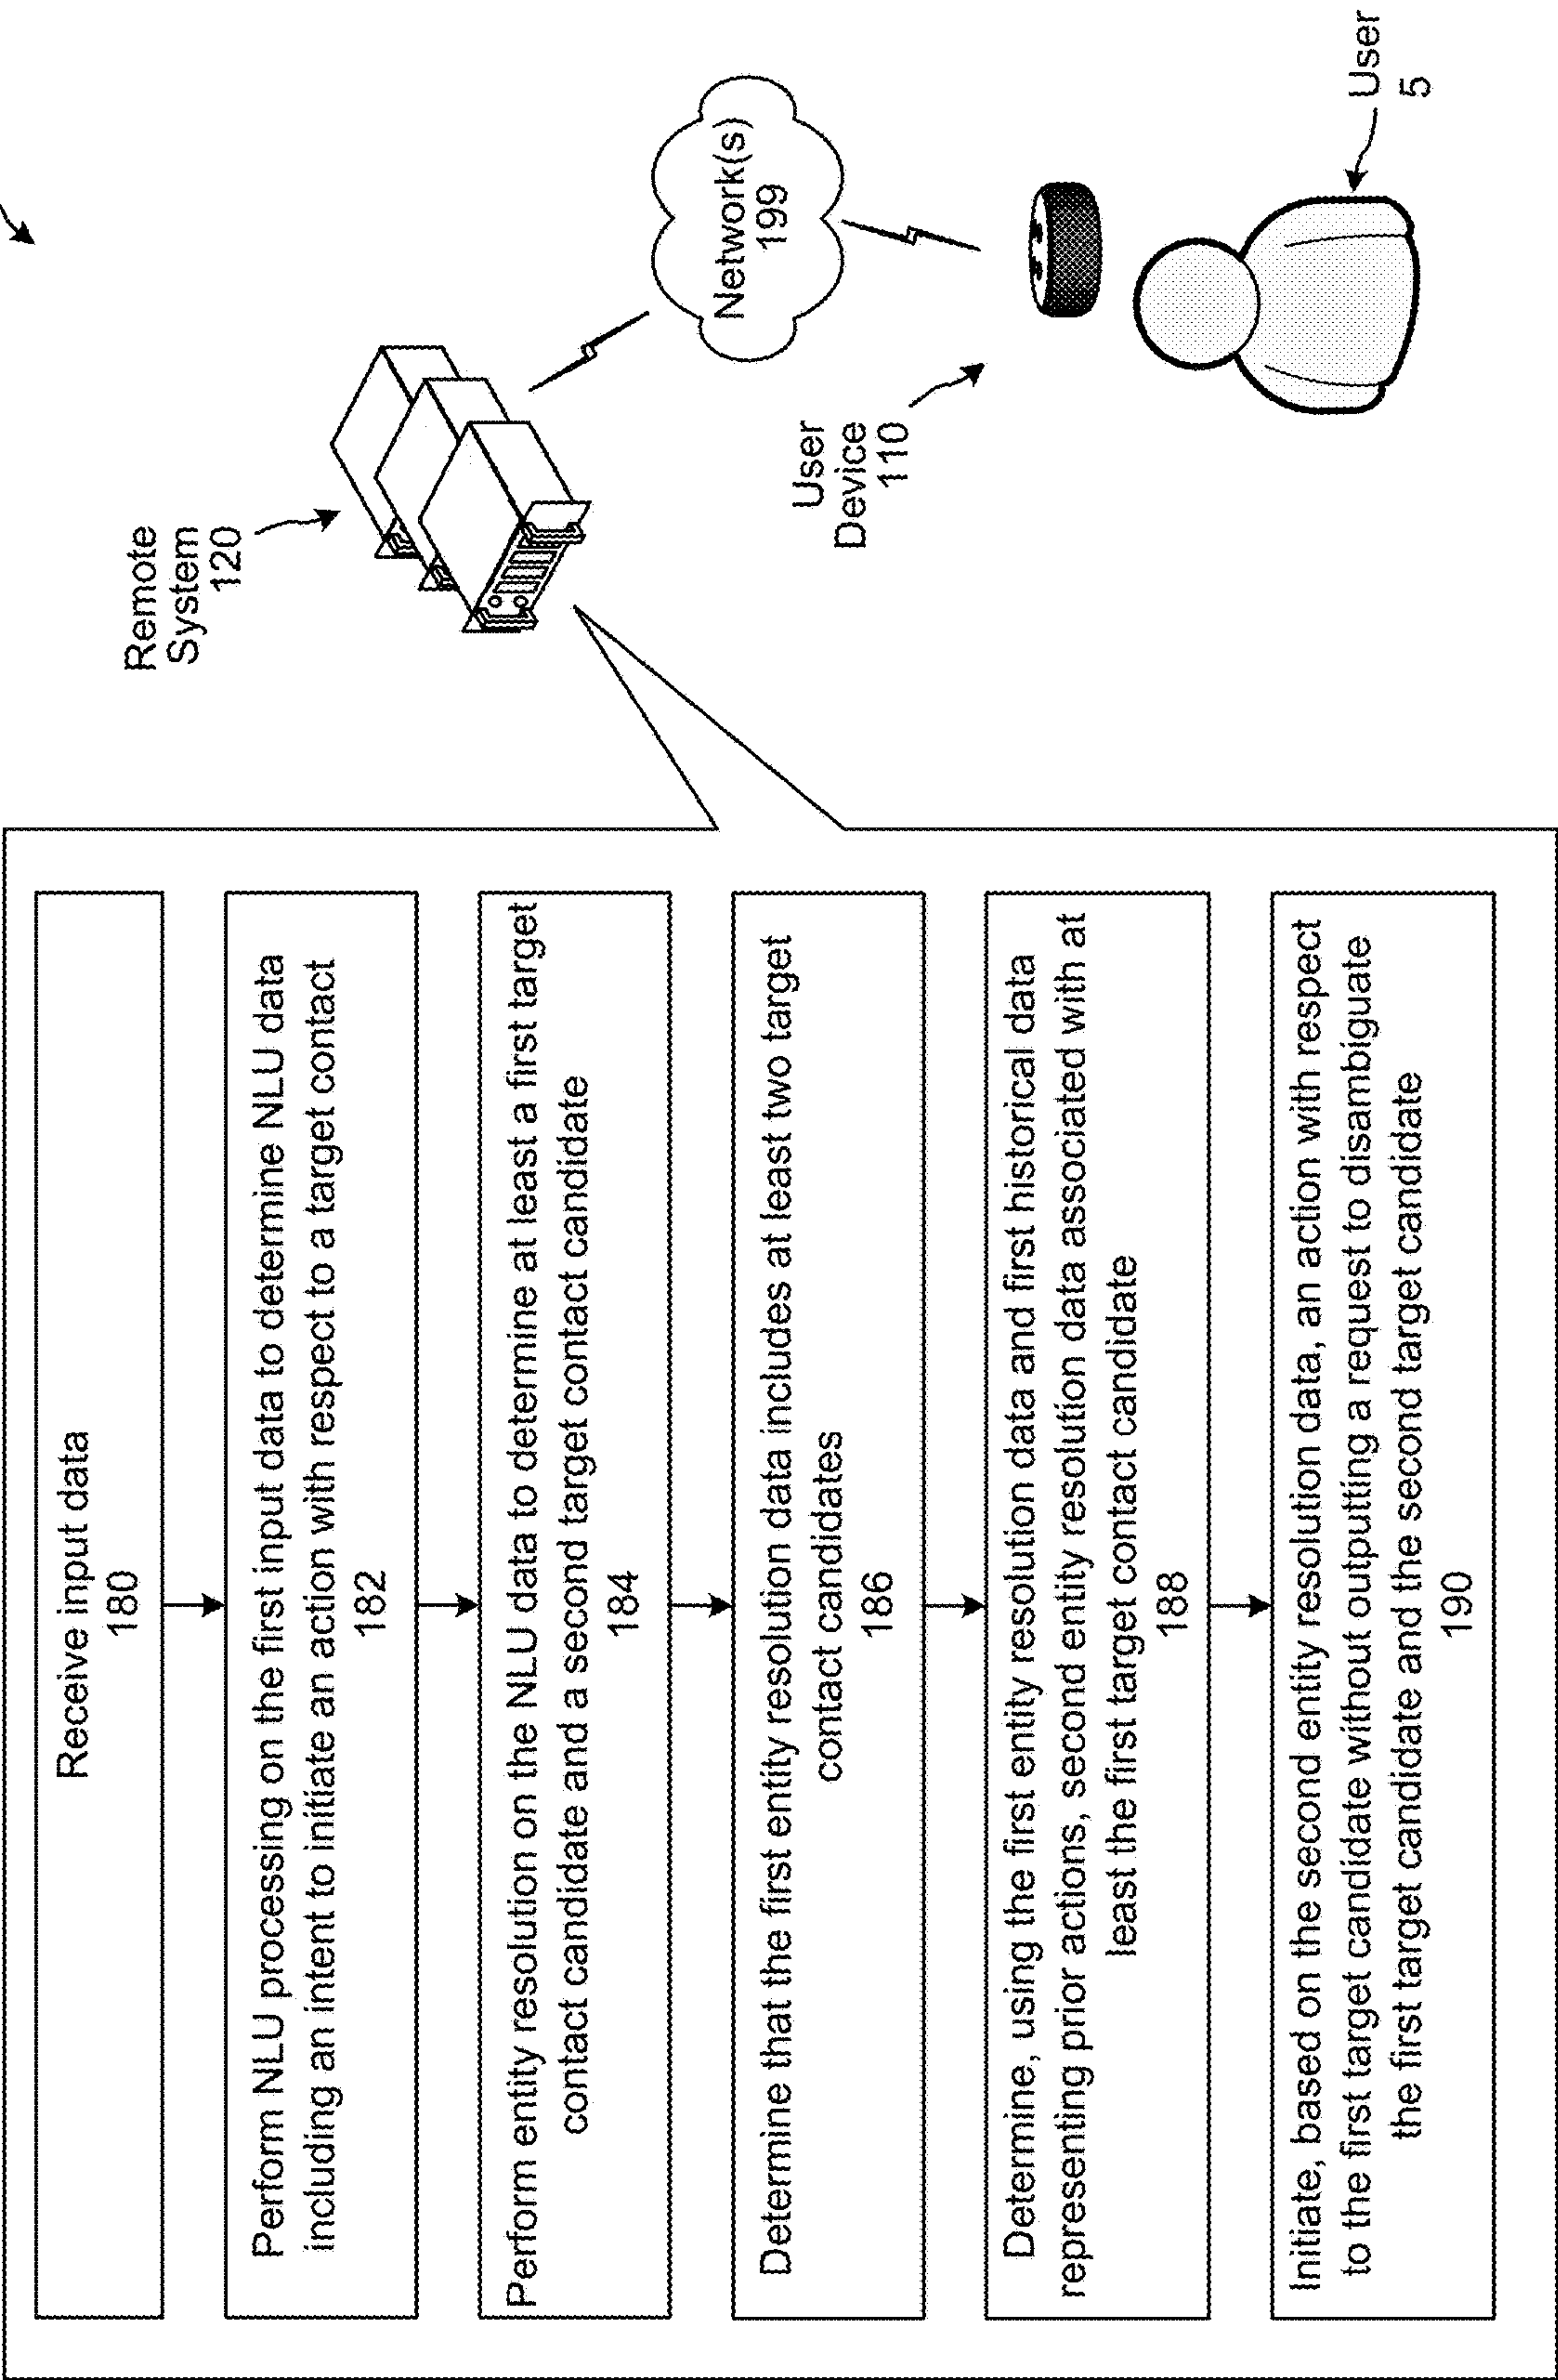 Receive input data
180
Perform NLU processing on the first input data to determine NLU data
including an intent to initiate an action with respect to a target contact
182
Perform entity resolution on the NLU data to determine at least a first target
contact candidate and a second target contact candidate
184
Determine that the first entity resolution data includes at least two target
contact candidates
186
Determine, using the first entity resolution data and first historical data
representing prior actions, second entity resolution data associated with at
least the first target contact candidate
188
Initiate, based on the second entity resolution data, an action with respect
to the first target candidate without outputting a request to disambiguate
the first target candidate and the second target candidate
190
Remote
System
120
Network(s)
199
User
Device
110
User
5